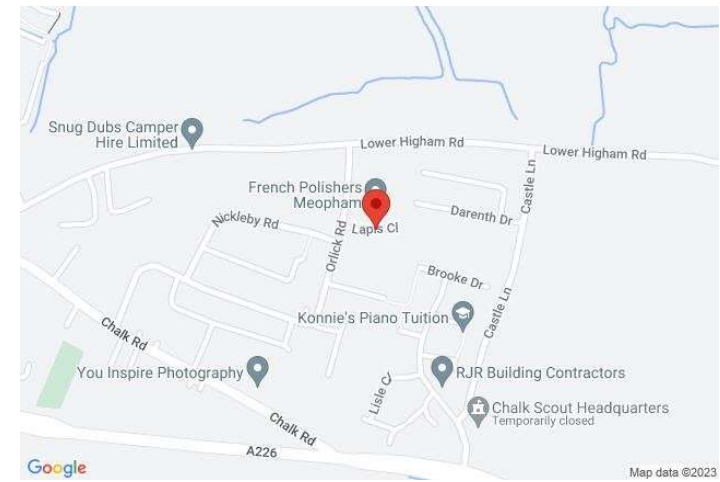 Snug Dubs Camper
Hire Limited
Lower Higham Rd
Lower Higham Rd
Castle Ln
French Polishers
Meopham
Nickleby Rd
Lapis Cl
Darenth Dr
Orlick Rd
Brooke Dr
Konnie's Piano Tuition
Castle Ln
Chalk Rd
You Inspire Photography
RJR Building Contractors
Lisle Cl
Chalk Scout Headquarters
Temporarily closed
Chalk Rd
A226
Google
Map data ©2023